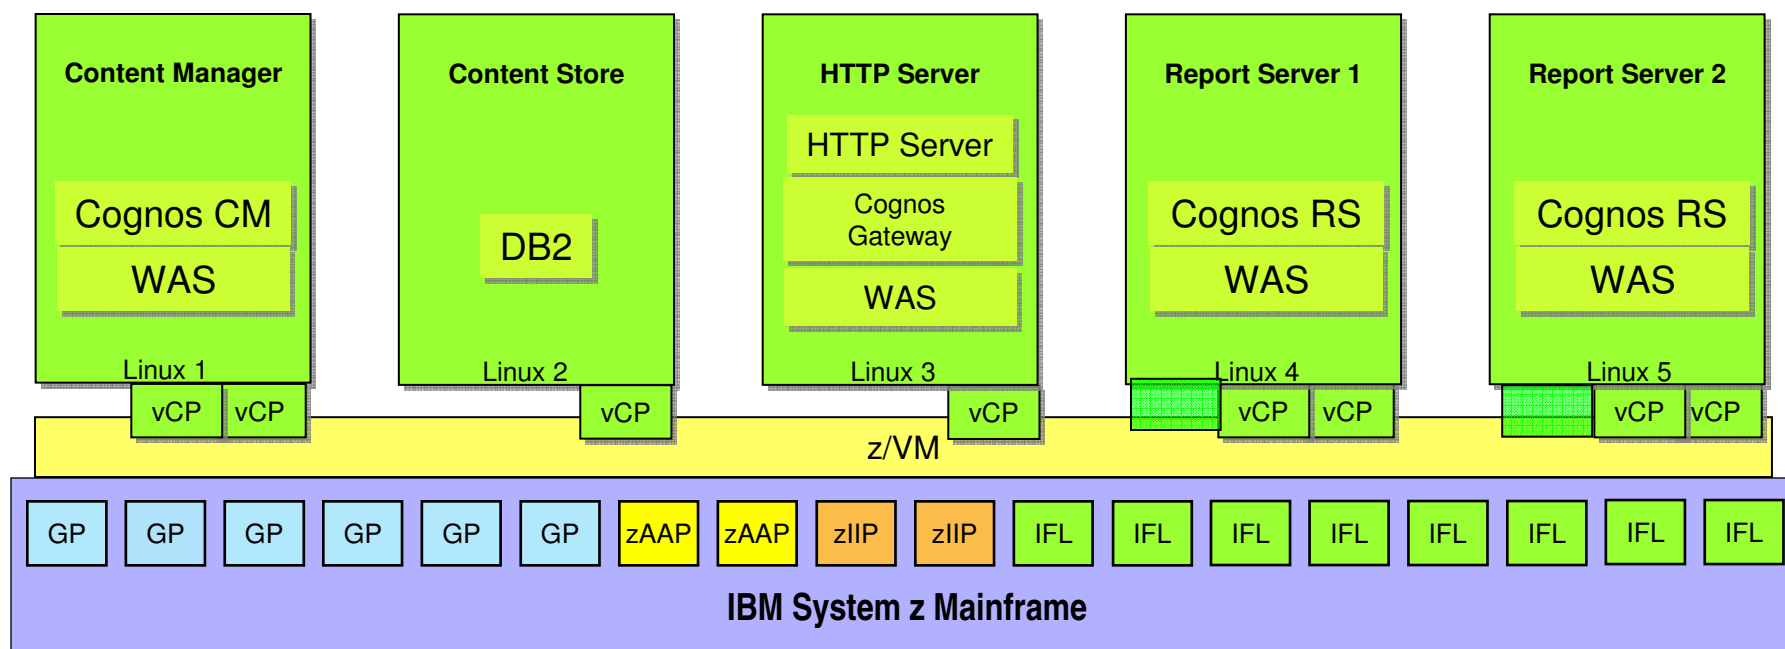 Content Manager
Content Store
HTTP Server
Report Server 1
Report Server 2
Cognos CM
WAS
Linux 1
DB2
Linux 2
HTTP Server
Cognos
Gateway
WAS
Linux 3
Cognos RS
WAS
Linux 4
Cognos RS
WAS
Linux 5
vCP vCP vCP vCP vCP vCP vCP vCP
z/VM
GP GP GP GP GP GP zAAP zAAP zIIP zIIP IFL IFL IFL IFL IFL IFL IFL IFL
IBM System z Mainframe